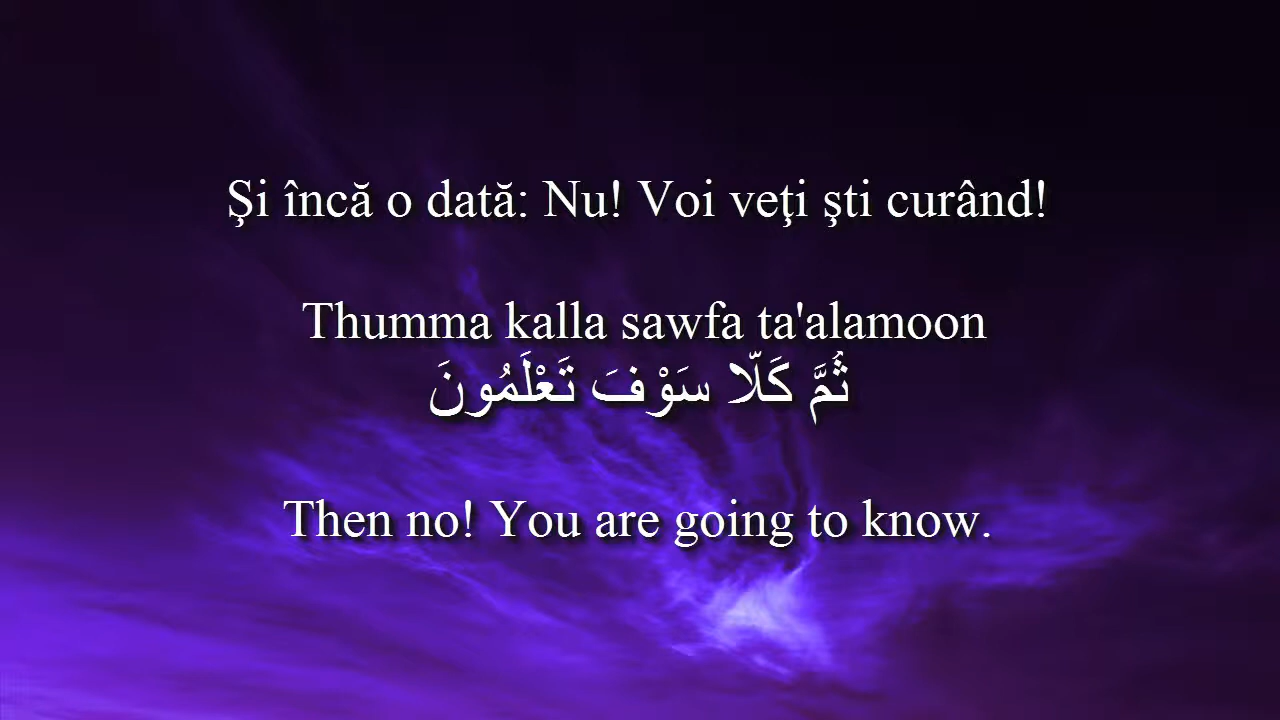 Şi încă o dată: Nu! Voi veţi şti curând!
Thumma kalla sawfa ta'alamoon
ثُمَّ كَلّا سَوْفَ تَعْلَمُونَ
Then no! You are going to know.